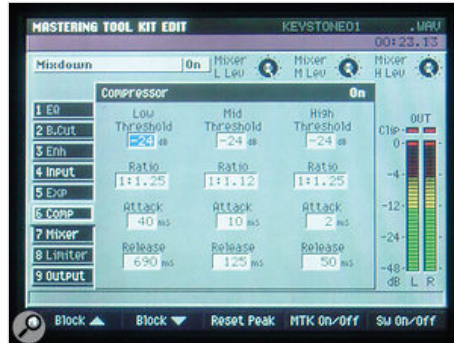 MASTERING TOOL KIT EDIT KEYSTONE01 .WAV
00:23.13
Mixdown On Mixer L Lev Mixer M Lev Mixer H Lev
Compressor On
1 EQ
2 B.Cut
3 Enh
4 Input
5 Exp
6 Comp
7 Mixer
8 Limiter
9 Output
Low Mid High
Threshold Threshold Threshold
-24 dB -24 dB -24 dB
Ratio Ratio Ratio
1:1.25 1:1.12 1:1.25
Attack Attack Attack
40 mS 10 mS 2 mS
Release Release Release
690 mS 125 mS 50 mS
OUT
Clip
0
-4
-12
-24
-48
dB L R
Block ▲ Block ▼ Reset Peak MTK On/Off SW On/Off